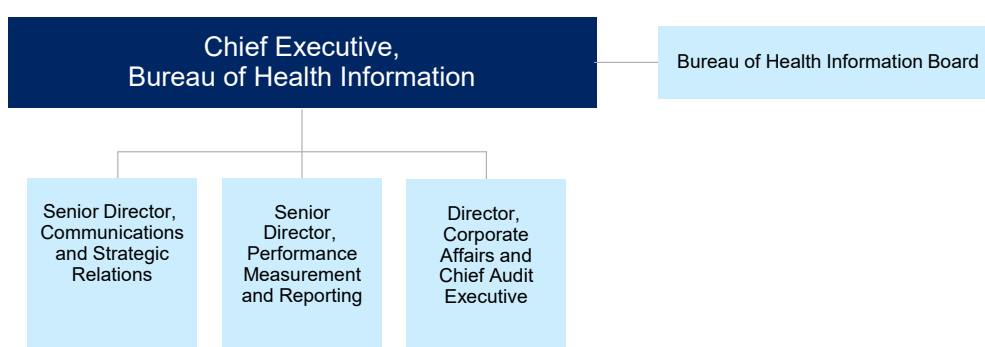 Chief Executive,
Bureau of Health Information
Bureau of Health Information Board
Senior Director,
Communications
and Strategic
Relations
Senior
Director,
Performance
Measurement
and Reporting
Director,
Corporate
Affairs and
Chief Audit
Executive